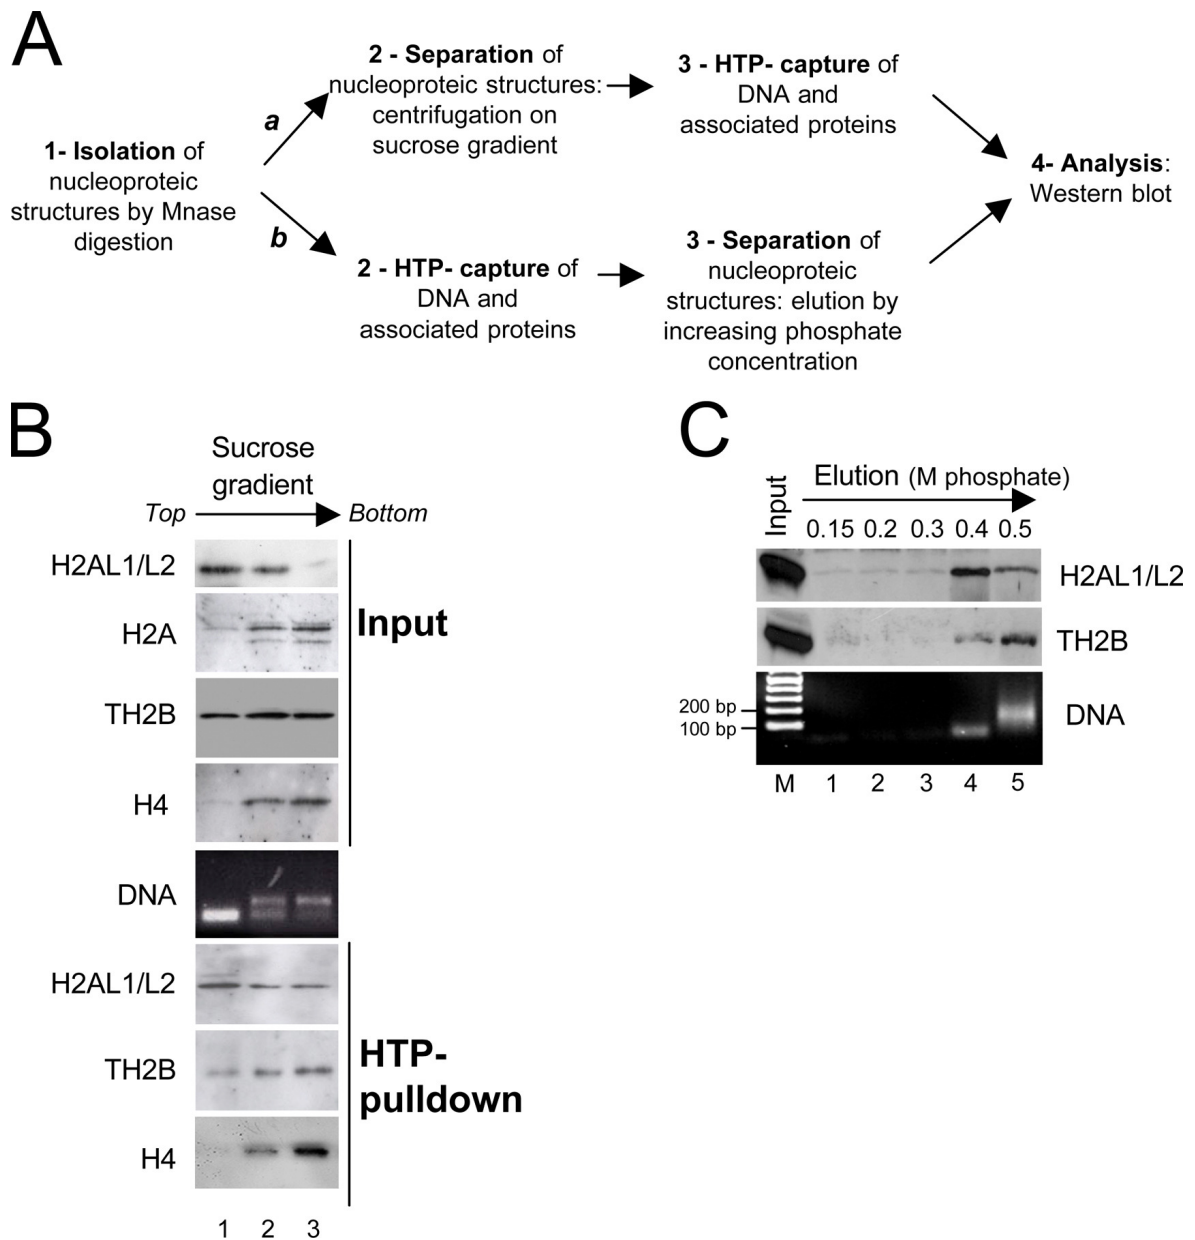 A
1- Isolation of
nucleoproteic
structures by Mnase
digestion
a
2 - Separation of
nucleoproteic structures:
centrifugation on
sucrose gradient
3 - HTP- capture of
DNA and
associated proteins
b
2 - HTP- capture of
DNA and
associated proteins
3 - Separation of
nucleoproteic
structures: elution by
increasing phosphate
concentration
4- Analysis:
Western blot
B
Sucrose
gradient
Top
Bottom
H2AL1/L2
H2A
TH2B
H4
Input
DNA
H2AL1/L2
TH2B
H4
HTP-
pulldown
1 2 3
C
Input
Elution (M phosphate)
0.15 0.2 0.3 0.4 0.5
H2AL1/L2
TH2B
200 bp
100 bp
DNA
M 1 2 3 4 5